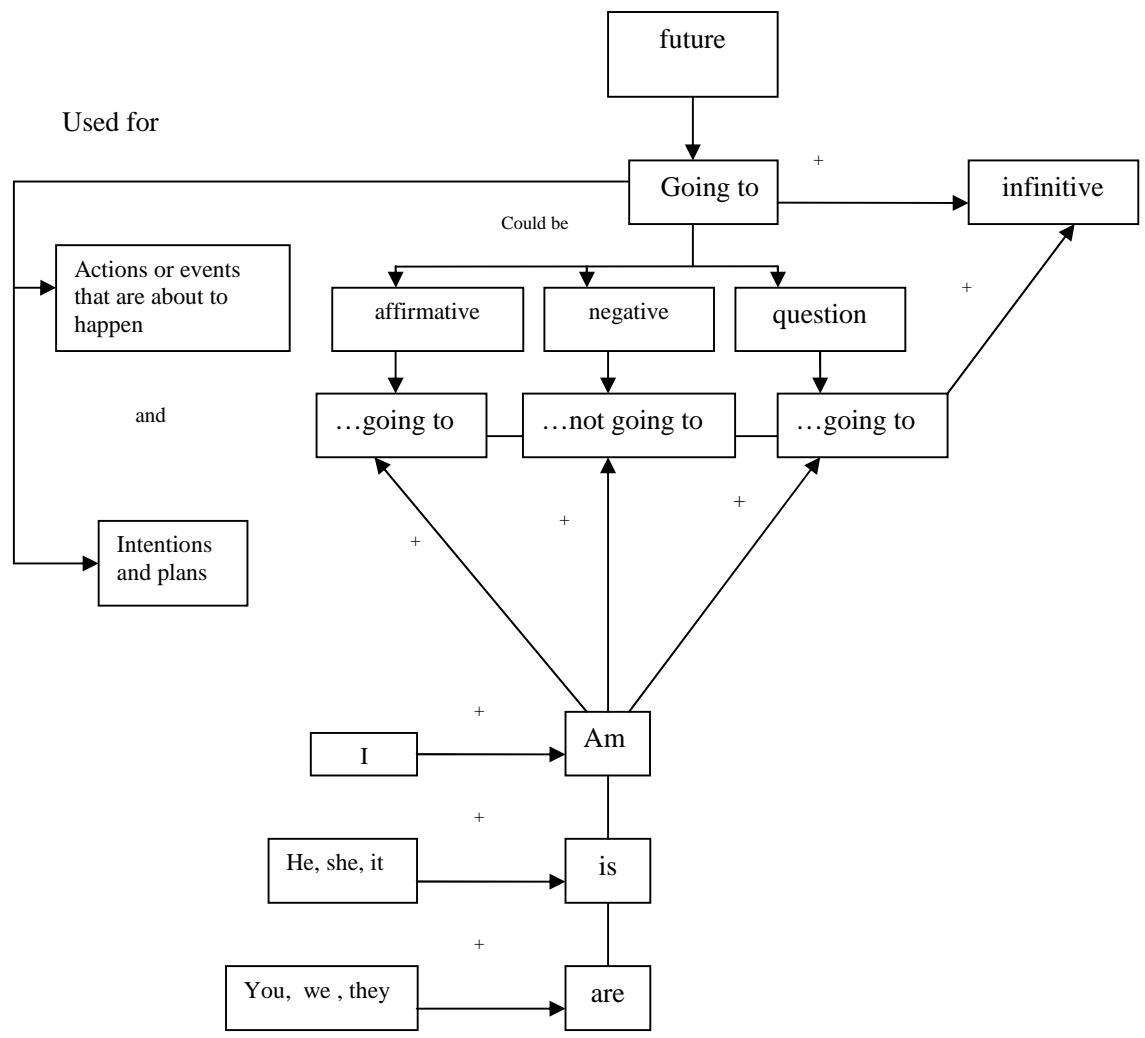 future
Used for
+
Going to
infinitive
Could be
Actions or events
that are about to
happen
affirmative
negative
question
+
and
…going to
…not going to
…going to
+
+
+
Intentions
and plans
+
Am
I
+
He, she, it
is
+
You,  we , they
are